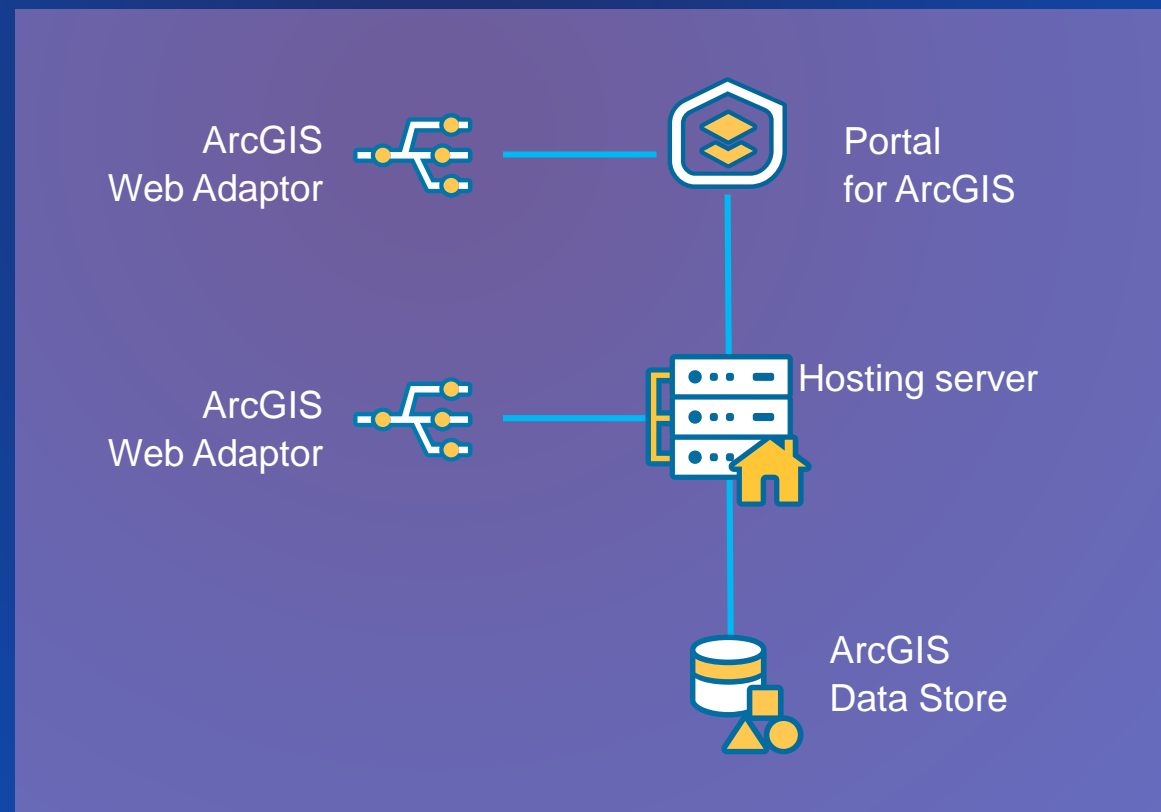 ArcGIS
Web Adaptor
Portal
for ArcGIS
ArcGIS
Web Adaptor
Hosting server
ArcGIS
Data Store